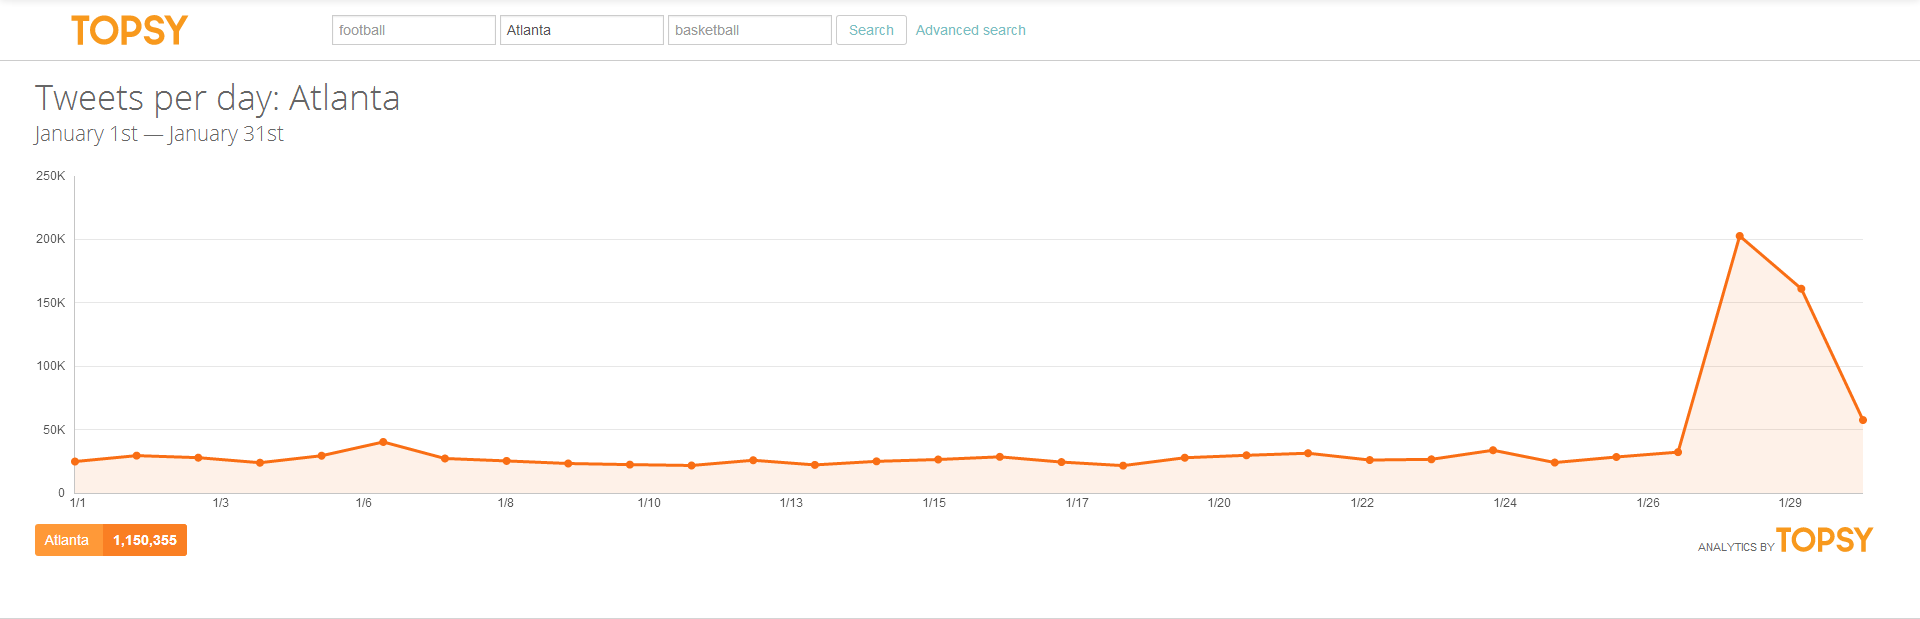 TOPSY football Atlanta basketball Search Advanced search
Tweets per day: Atlanta
January 1st — January 31st
250K
200K
150K
100K
50K
0
1/1 1/3 1/6 1/8 1/10 1/13 1/15 1/17 1/20 1/22 1/24 1/26 1/29
Atlanta 1,150,355
ANALYTICS BY TOPSY